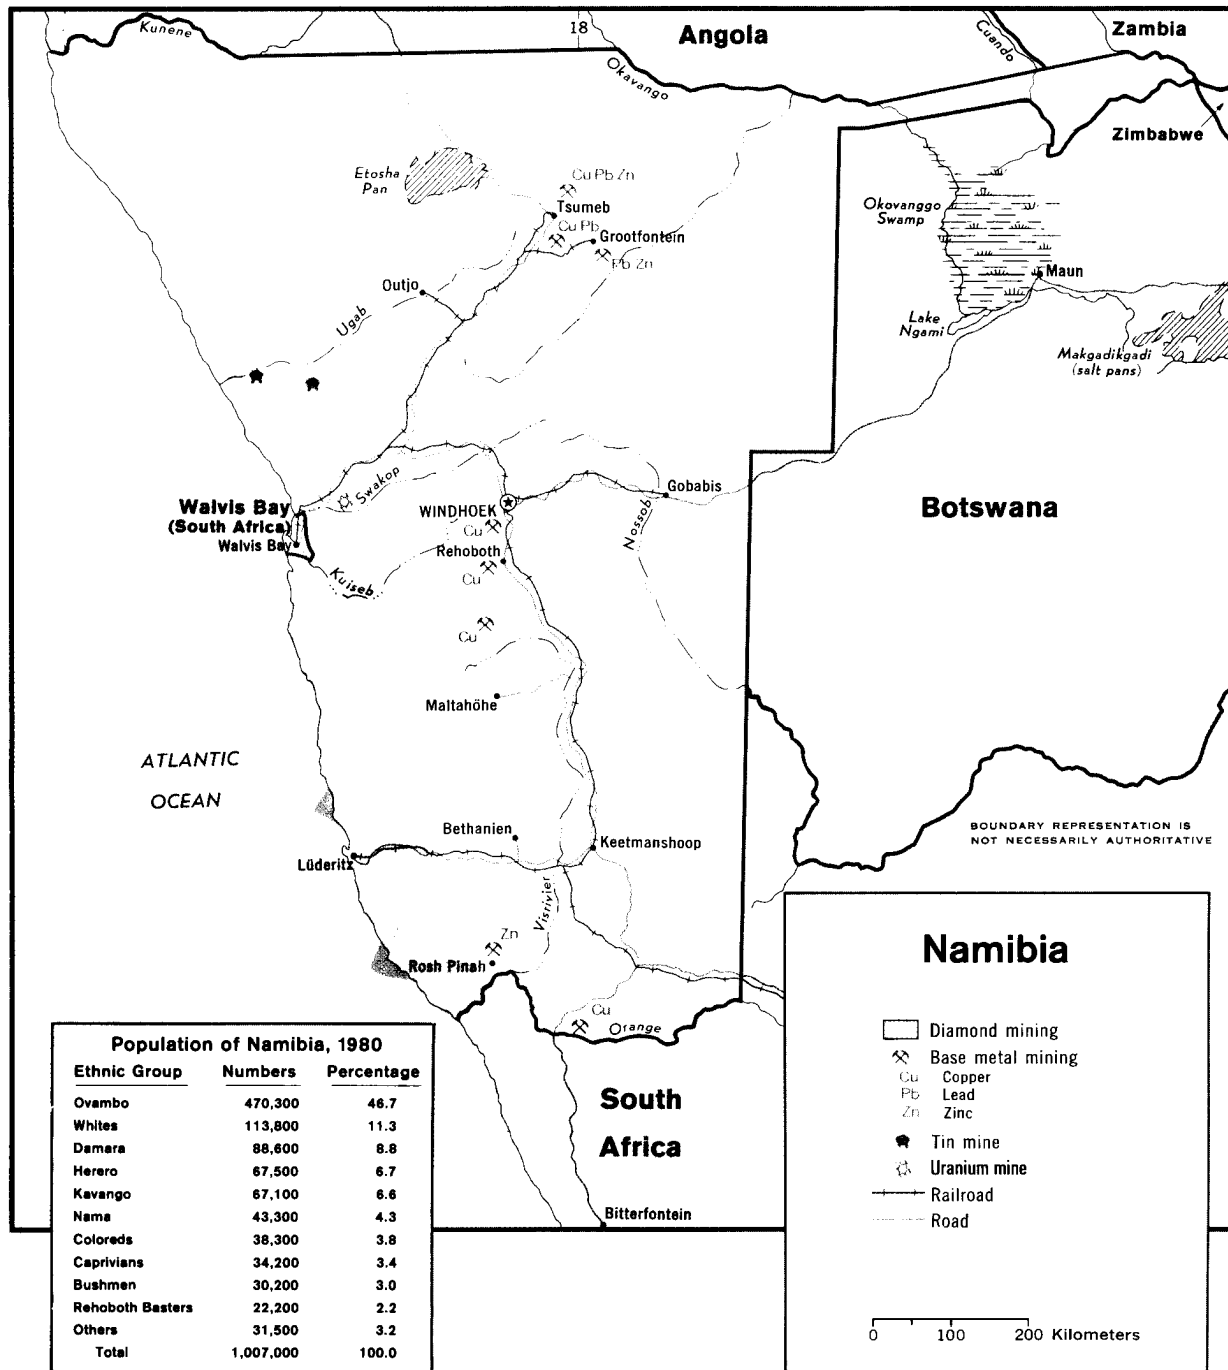 Kunene
18
Angola
Zambia
Cuando
Okavango
Zimbabwe
Etosha
Pan
Cu Pb Zn
Tsumeb
Cu Pb
Grootfontein
Pb Zn
Okovanggo
Swamp
Maun
Outjo
Ugab
Lake
Ngami
Makgadikgadi
(salt pans)
Swakop
Gobabis
Walvis Bay
(South Africa)
Walvis Bay
WINDHOEK
Cu
Nossob
Botswana
Rehoboth
Cu
Kuiseb
Cu
Maltahöhe
ATLANTIC
OCEAN
Bethanien
Keetmanshoop
BOUNDARY REPRESENTATION IS
NOT NECESSARILY AUTHORITATIVE
Lüderitz
Visrivier
Zn
Rosh Pinah
Cu
Orange
South
Africa
Bitterfontein
Namibia
Diamond mining
Base metal mining
Cu Copper
Pb Lead
Zn Zinc
Tin mine
Uranium mine
Railroad
Road
0 100 200 Kilometers
Population of Namibia, 1980
Ethnic Group Numbers Percentage
Ovambo 470,300 46.7
Whites 113,800 11.3
Damara 88,600 8.8
Herero 67,500 6.7
Kavango 67,100 6.6
Nama 43,300 4.3
Coloreds 38,300 3.8
Caprivians 34,200 3.4
Bushmen 30,200 3.0
Rehoboth Basters 22,200 2.2
Others 31,500 3.2
Total 1,007,000 100.0